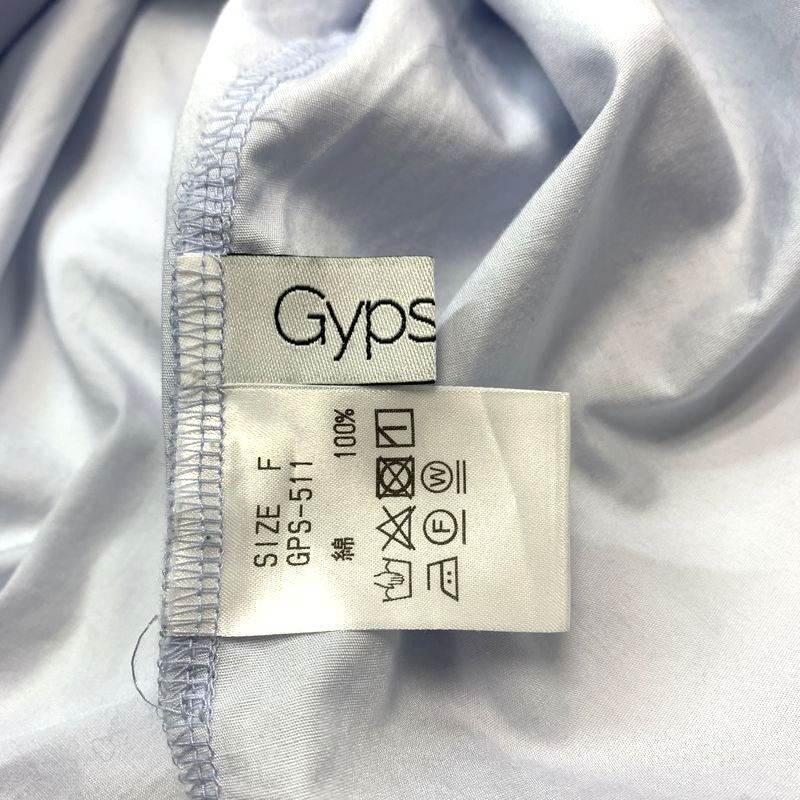 Gyps
SIZE F
GPS-511
綿 100%
W
F